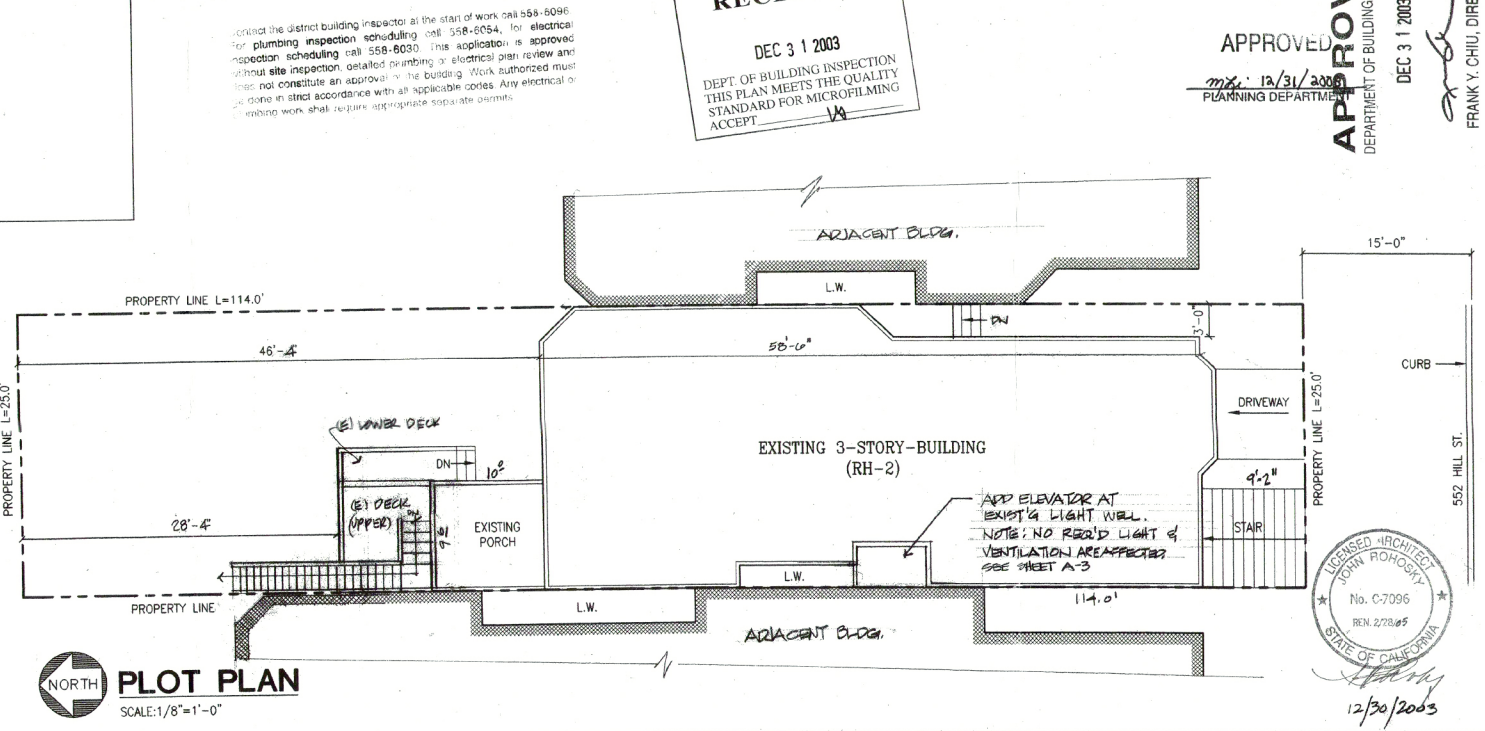 contact the district building inspector at the start of work call 558-6096.
For plumbing inspection scheduling call 558-6054, for electrical
inspection scheduling call 558-6030. This application is approved
without site inspection, detailed plumbing or electrical plan review and
does not constitute an approval of the building. Work authorized must
be done in strict accordance with all applicable codes. Any electrical or
plumbing work shall require appropriate separate permits.
DEC 3 1 2003
DEPT. OF BUILDING INSPECTION
THIS PLAN MEETS THE QUALITY
STANDARD FOR MICROFILMING
ACCEPT
APPROVED
12/31/2003
PLANNING DEPARTMENT
APPROV
DEPARTMENT OF BUILDING
DEC 3 1 2003
FRANK Y. CHIU, DIRE
ADJACENT BLDG.
L.W.
15'-0"
PROPERTY LINE L=114.0'
DN
3'-0"
46'-4"
58'-6"
CURB
PROPERTY LINE L=25.0'
(E) LOWER DECK
DN
10'0
EXISTING 3-STORY-BUILDING
(RH-2)
DRIVEWAY
PROPERTY LINE L=25.0'
552 HILL ST.
9'-2"
28'-4"
(E) DECK
(UPPER)
DN
EXISTING
PORCH
ADD ELEVATOR AT
EXIST'G LIGHT WELL.
NOTE: NO REQ'D LIGHT &
VENTILATION AREA AFFECTED
SEE SHEET A-3
STAIR
L.W.
PROPERTY LINE
L.W.
114.0'
ADJACENT BLDG.
LICENSED ARCHITECT
JOHN ROHOSKY
No. C-7096
REN. 2/28/05
STATE OF CALIFORNIA
12/30/2003
NORTH
PLOT PLAN
SCALE:1/8"=1'-0"